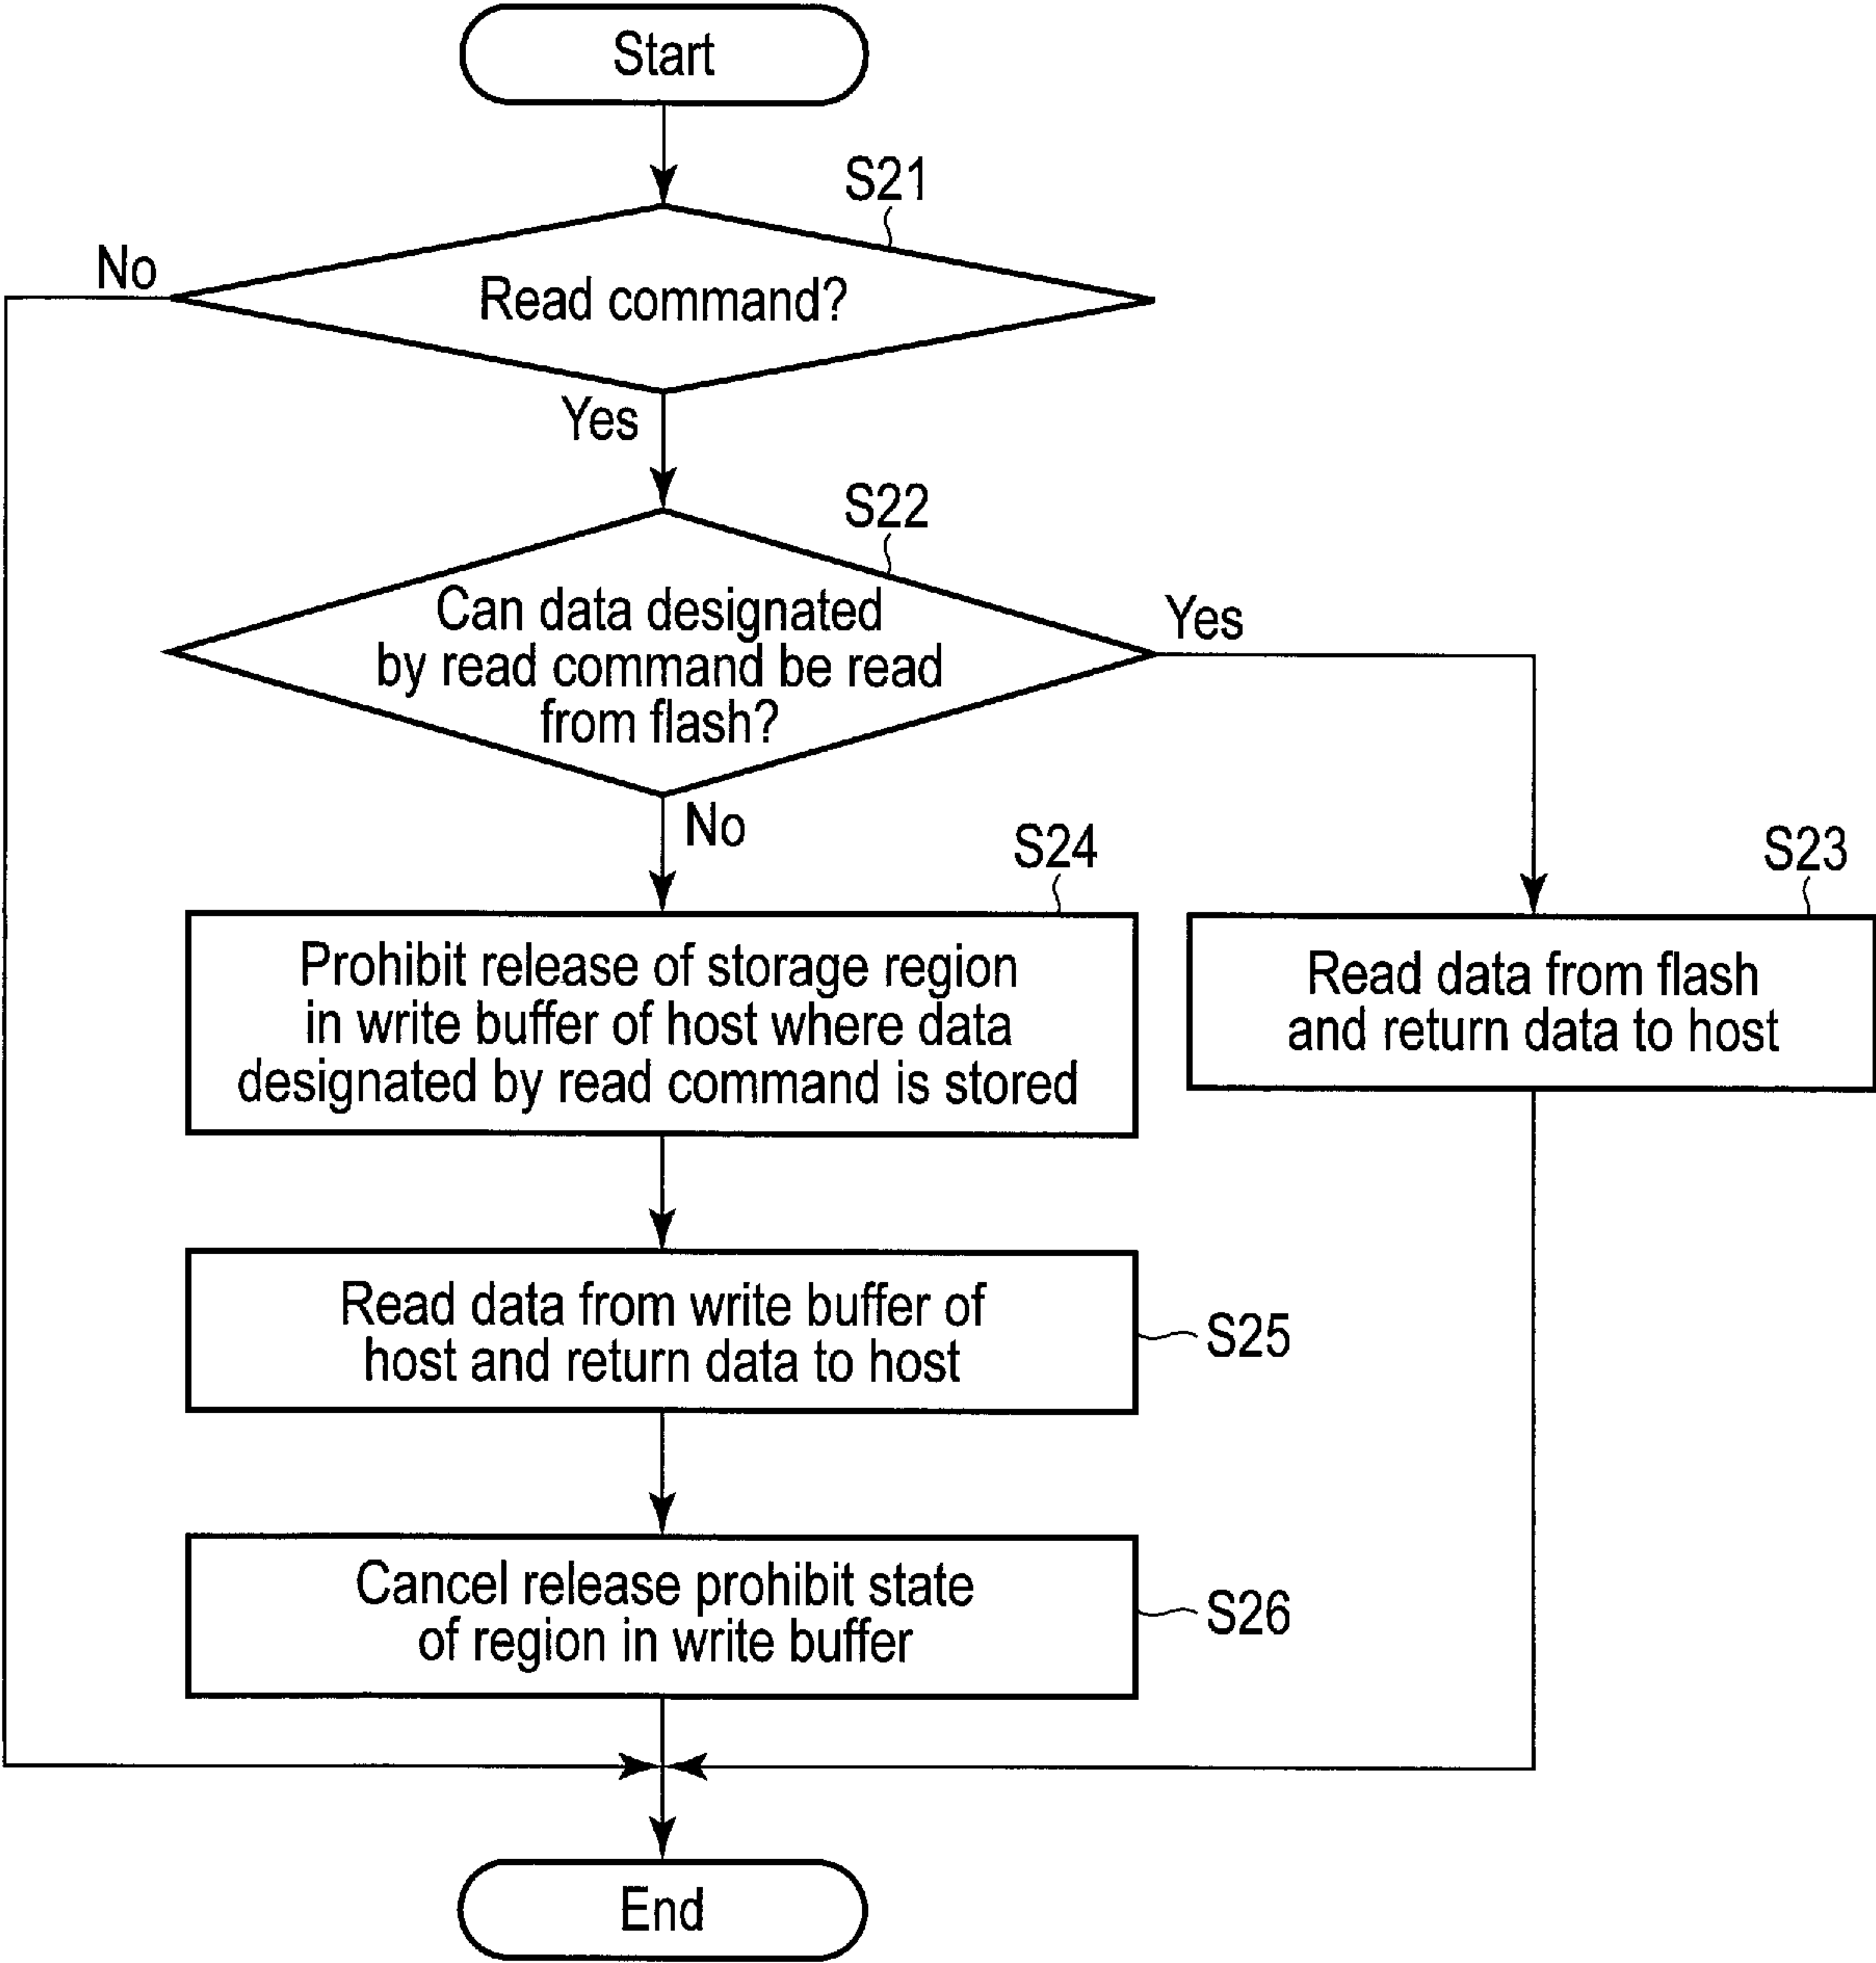 Start
S21
No
Read command?
Yes
S22
Can data designated
by read command be read
from flash?
Yes
No
S24
S23
Prohibit release of storage region
in write buffer of host where data
designated by read command is stored
Read data from flash
and return data to host
Read data from write buffer of
host and return data to host
S25
Cancel release prohibit state
of region in write buffer
S26
End